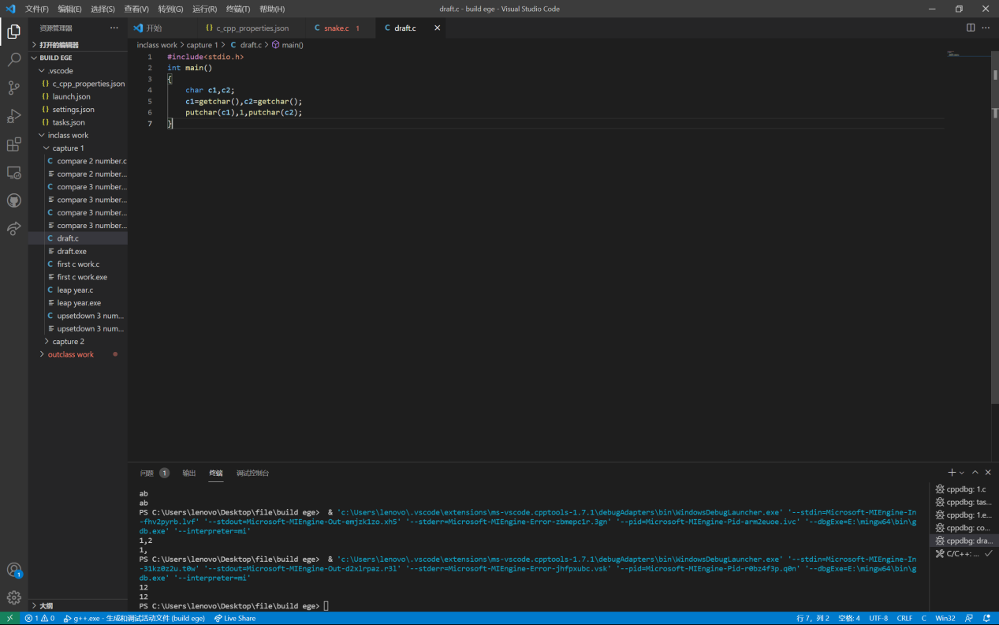 文件(F) 编辑(E) 选择(S) 查看(V) 转到(G) 运行(R) 终端(T) 帮助(H) draft.c - build ege - Visual Studio Code
资源管理器 ···
开始 {} c_cpp_properties.json C snake.c 1 C draft.c
打开的编辑器
BUILD EGE
.vscode
{} c_cpp_properties.json
{} launch.json
{} settings.json
{} tasks.json
inclass work
capture 1
C compare 2 number.c
compare 2 number...
C compare 3 number...
compare 3 number...
C compare 3 number...
compare 3 number...
C draft.c
draft.exe
C first c work.c
first c work.exe
C leap year.c
leap year.exe
C upsetdown 3 num...
upsetdown 3 num...
capture 2
outclass work
大纲
inclass work > capture 1 > C draft.c > main()
1 #include<stdio.h>
2 int main()
3 {
4 char c1,c2;
5 c1=getchar(),c2=getchar();
6 putchar(c1),1,putchar(c2);
7 }
问题 1 输出 终端 调试控制台
ab
ab
PS C:\Users\lenovo\Desktop\file\build ege> & 'c:\Users\lenovo\.vscode\extensions\ms-vscode.cpptools-1.7.1\debugAdapters\bin\WindowsDebugLauncher.exe' '--stdin=Microsoft-MIEngine-In
-fhv2pyrb.lvf' '--stdout=Microsoft-MIEngine-Out-emjzk1zo.xh5' '--stderr=Microsoft-MIEngine-Error-zbmepc1r.3gn' '--pid=Microsoft-MIEngine-Pid-arm2euoe.ivc' '--dbgExe=E:\mingw64\bin\g
db.exe' '--interpreter=mi'
1,2
1,
PS C:\Users\lenovo\Desktop\file\build ege> & 'c:\Users\lenovo\.vscode\extensions\ms-vscode.cpptools-1.7.1\debugAdapters\bin\WindowsDebugLauncher.exe' '--stdin=Microsoft-MIEngine-In
-31kz0z2u.t0w' '--stdout=Microsoft-MIEngine-Out-d2xlrpaz.r3l' '--stderr=Microsoft-MIEngine-Error-jhfpxubc.vsk' '--pid=Microsoft-MIEngine-Pid-r0bz4f3p.q0n' '--dbgExe=E:\mingw64\bin\g
db.exe' '--interpreter=mi'
12
12
PS C:\Users\lenovo\Desktop\file\build ege>
cppdbg: 1.c
cppdbg: tas...
cppdbg: 1.e...
cppdbg: co...
cppdbg: dra...
C/C++: ...
1
1 0 g++.exe - 生成和调试活动文件 (build ege) Live Share 行 7，列 2 空格: 4 UTF-8 CRLF C Win32